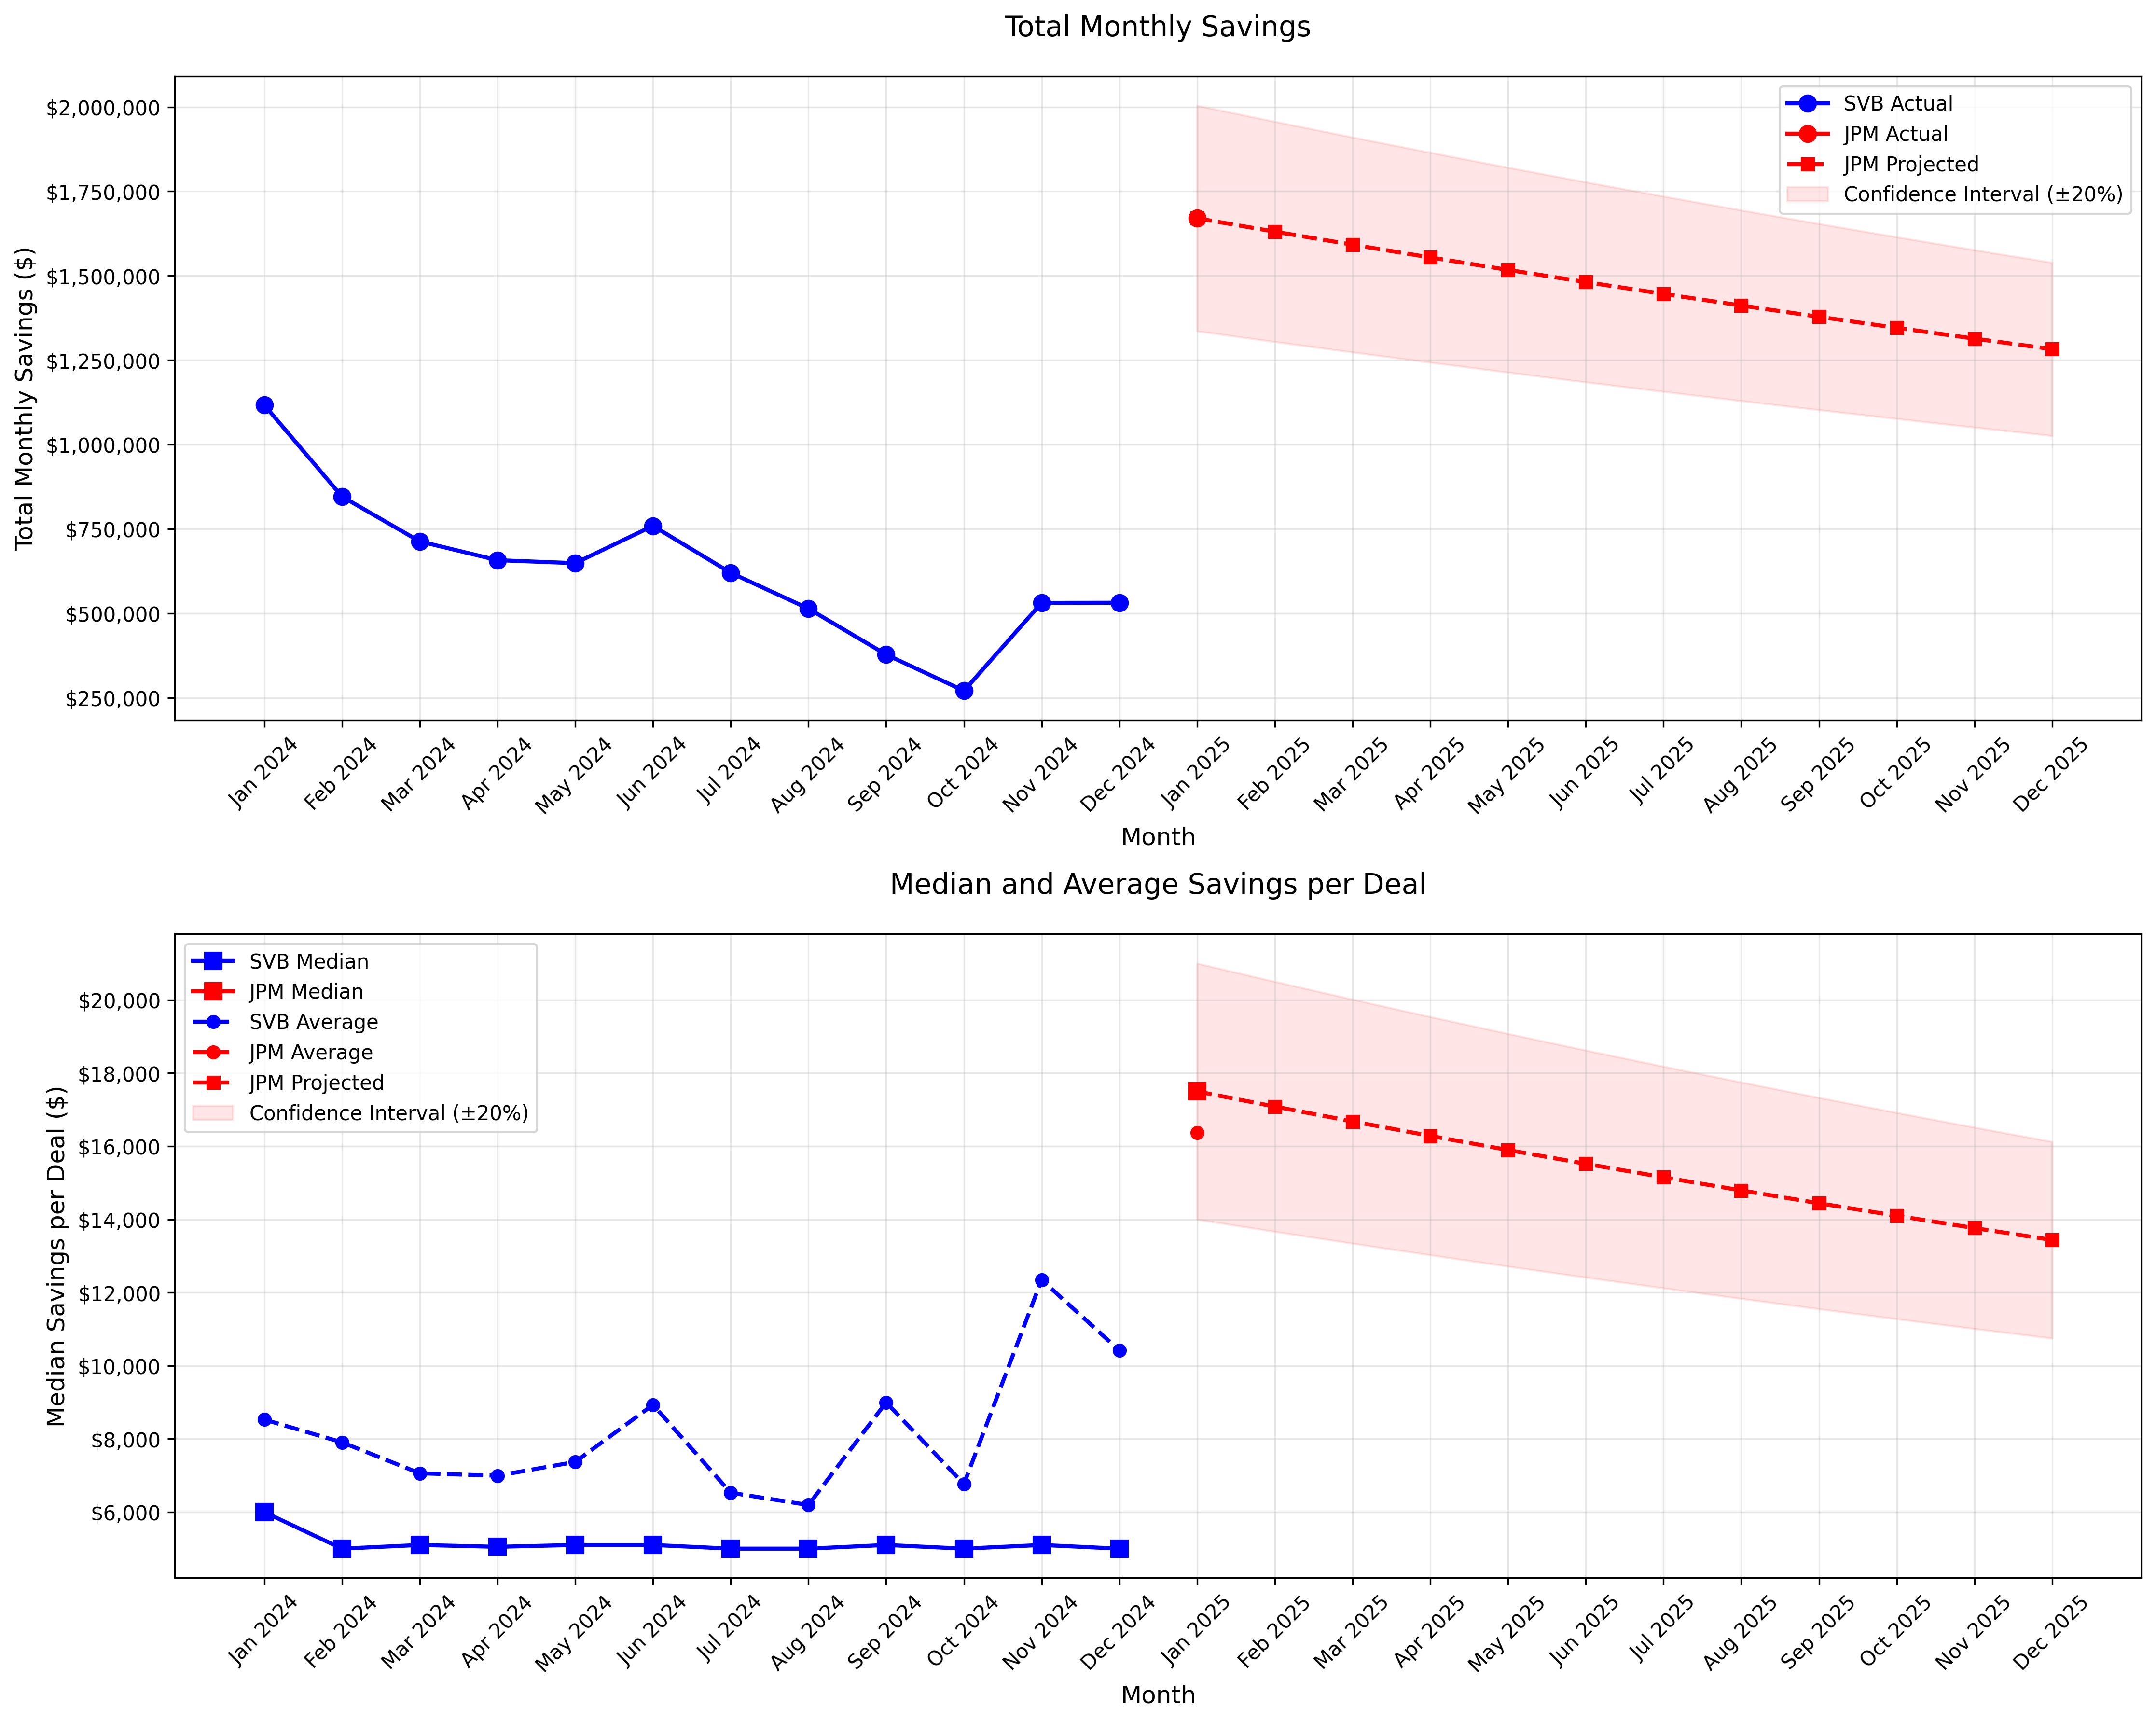 Total Monthly Savings
Total Monthly Savings ($)
$2,000,000
$1,750,000
$1,500,000
$1,250,000
$1,000,000
$750,000
$500,000
$250,000
SVB Actual
JPM Actual
JPM Projected
Confidence Interval (±20%)
Jan 2024
Feb 2024
Mar 2024
Apr 2024
May 2024
Jun 2024
Jul 2024
Aug 2024
Sep 2024
Oct 2024
Nov 2024
Dec 2024
Jan 2025
Feb 2025
Mar 2025
Apr 2025
May 2025
Jun 2025
Jul 2025
Aug 2025
Sep 2025
Oct 2025
Nov 2025
Dec 2025
Month
Median and Average Savings per Deal
Median Savings per Deal ($)
$20,000
$18,000
$16,000
$14,000
$12,000
$10,000
$8,000
$6,000
SVB Median
JPM Median
SVB Average
JPM Average
JPM Projected
Confidence Interval (±20%)
Jan 2024
Feb 2024
Mar 2024
Apr 2024
May 2024
Jun 2024
Jul 2024
Aug 2024
Sep 2024
Oct 2024
Nov 2024
Dec 2024
Jan 2025
Feb 2025
Mar 2025
Apr 2025
May 2025
Jun 2025
Jul 2025
Aug 2025
Sep 2025
Oct 2025
Nov 2025
Dec 2025
Month